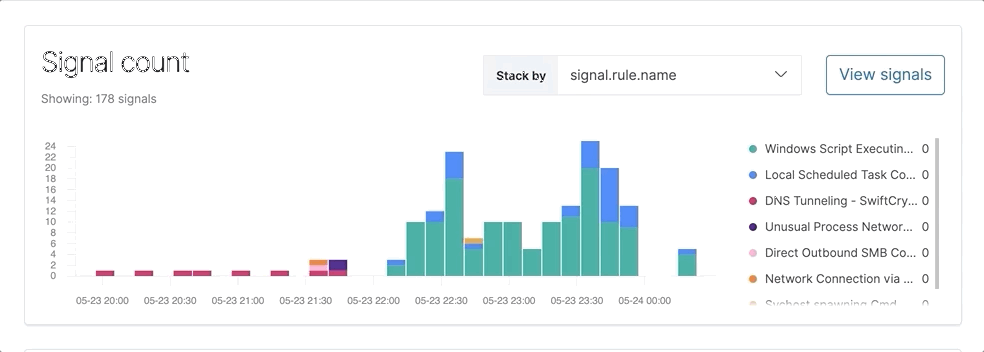 Signal count
Stack by signal.rule.name View signals
Showing: 178 signals
24
22
20
18
16
14
12
10
8
6
4
2
0
05-23 20:00 05-23 20:30 05-23 21:00 05-23 21:30 05-23 22:00 05-23 22:30 05-23 23:00 05-23 23:30 05-24 00:00
Windows Script Executin... 0
Local Scheduled Task Co... 0
DNS Tunneling - SwiftCry... 0
Unusual Process Networ... 0
Direct Outbound SMB Co... 0
Network Connection via ... 0
Svchost spawning Cmd 0